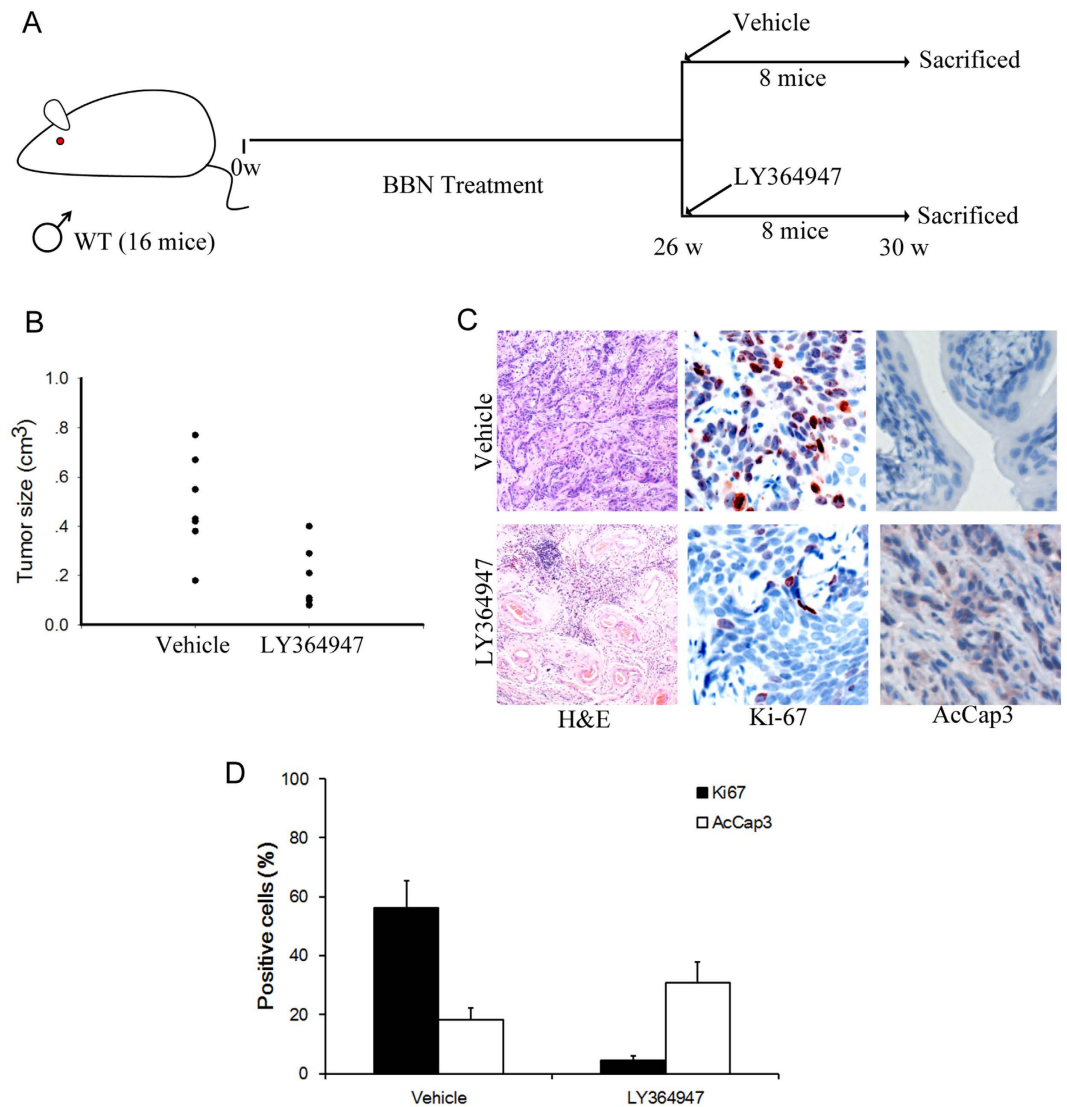 A
Vehicle
8 mice
Sacrificed
0w
BBN Treatment
LY364947
8 mice
Sacrificed
♂ WT (16 mice)
26 w
30 w
B
Tumor size (cm3)
1.0
.8
.6
.4
.2
0.0
Vehicle
LY364947
C
Vehicle
LY364947
H&E
Ki-67
AcCap3
D
Positive cells (%)
100
80
60
40
20
0
Ki67
AcCap3
Vehicle
LY364947